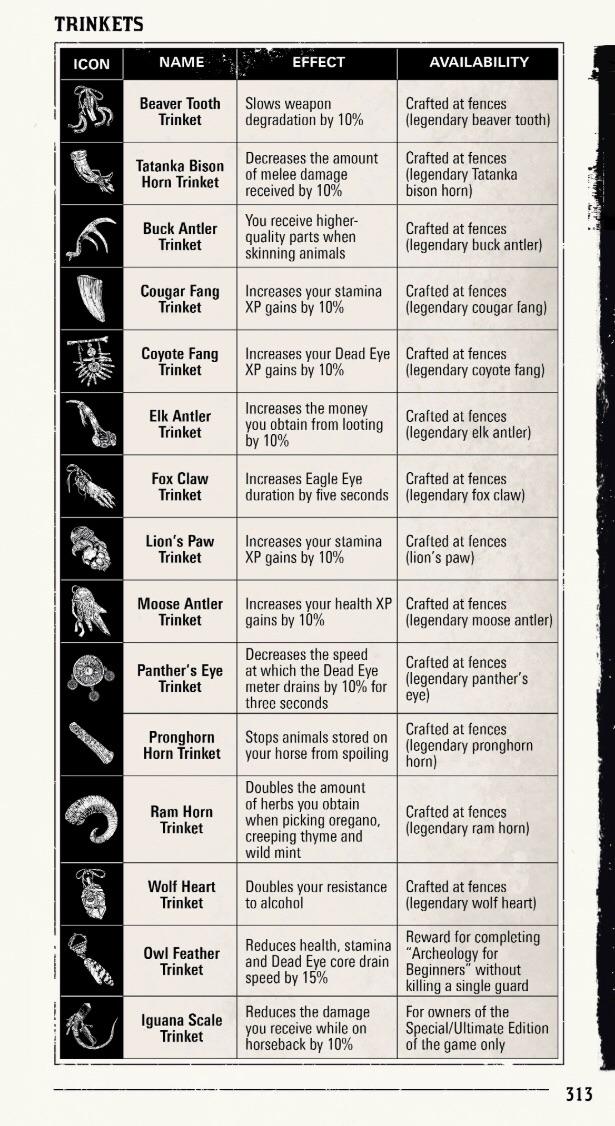 TRINKETS
ICON NAME EFFECT AVAILABILITY
Beaver Tooth
Trinket
Slows weapon
degradation by 10%
Crafted at fences
(legendary beaver tooth)
Tatanka Bison
Horn Trinket
Decreases the amount
of melee damage
received by 10%
Crafted at fences
(legendary Tatanka
bison horn)
Buck Antler
Trinket
You receive higher-
quality parts when
skinning animals
Crafted at fences
(legendary buck antler)
Cougar Fang
Trinket
Increases your stamina
XP gains by 10%
Crafted at fences
(legendary cougar fang)
Coyote Fang
Trinket
Increases your Dead Eye
XP gains by 10%
Crafted at fences
(legendary coyote fang)
Elk Antler
Trinket
Increases the money
you obtain from looting
by 10%
Crafted at fences
(legendary elk antler)
Fox Claw
Trinket
Increases Eagle Eye
duration by five seconds
Crafted at fences
(legendary fox claw)
Lion's Paw
Trinket
Increases your stamina
XP gains by 10%
Crafted at fences
(lion's paw)
Moose Antler
Trinket
Increases your health XP
gains by 10%
Crafted at fences
(legendary moose antler)
Panther's Eye
Trinket
Decreases the speed
at which the Dead Eye
meter drains by 10% for
three seconds
Crafted at fences
(legendary panther's
eye)
Pronghorn
Horn Trinket
Stops animals stored on
your horse from spoiling
Crafted at fences
(legendary pronghorn
horn)
Ram Horn
Trinket
Doubles the amount
of herbs you obtain
when picking oregano,
creeping thyme and
wild mint
Crafted at fences
(legendary ram horn)
Wolf Heart
Trinket
Doubles your resistance
to alcohol
Crafted at fences
(legendary wolf heart)
Owl Feather
Trinket
Reduces health, stamina
and Dead Eye core drain
speed by 15%
Reward for completing
"Archeology for
Beginners" without
killing a single guard
Iguana Scale
Trinket
Reduces the damage
you receive while on
horseback by 10%
For owners of the
Special/Ultimate Edition
of the game only
313